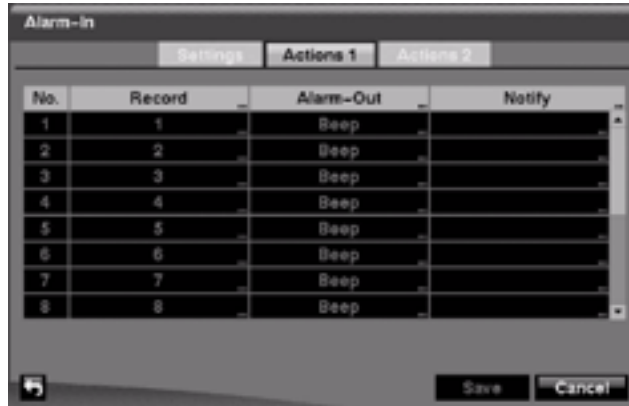 Alarm-In
Settings Actions 1 Actions 2
No. Record ... Alarm-Out ... Notify ...
1 1 ... Beep ... ...
2 2 ... Beep ... ...
3 3 ... Beep ... ...
4 4 ... Beep ... ...
5 5 ... Beep ... ...
6 6 ... Beep ... ...
7 7 ... Beep ... ...
8 8 ... Beep ... ...
Save Cancel